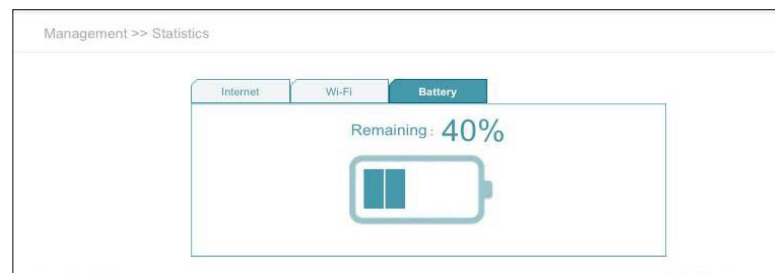 Management >> Statistics
Internet Wi-Fi Battery
Remaining: 40%